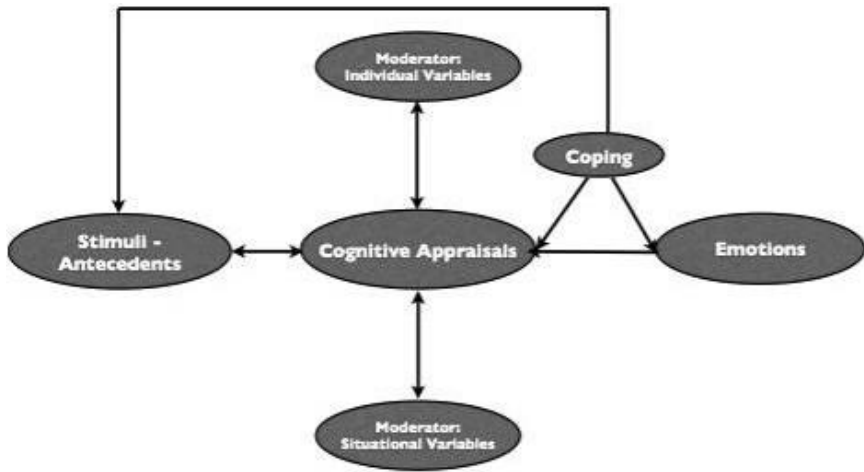 Moderator:
Individual Variables
Coping
Stimuli -
Antecedents
Cognitive Appraisals
Emotions
Moderator:
Situational Variables